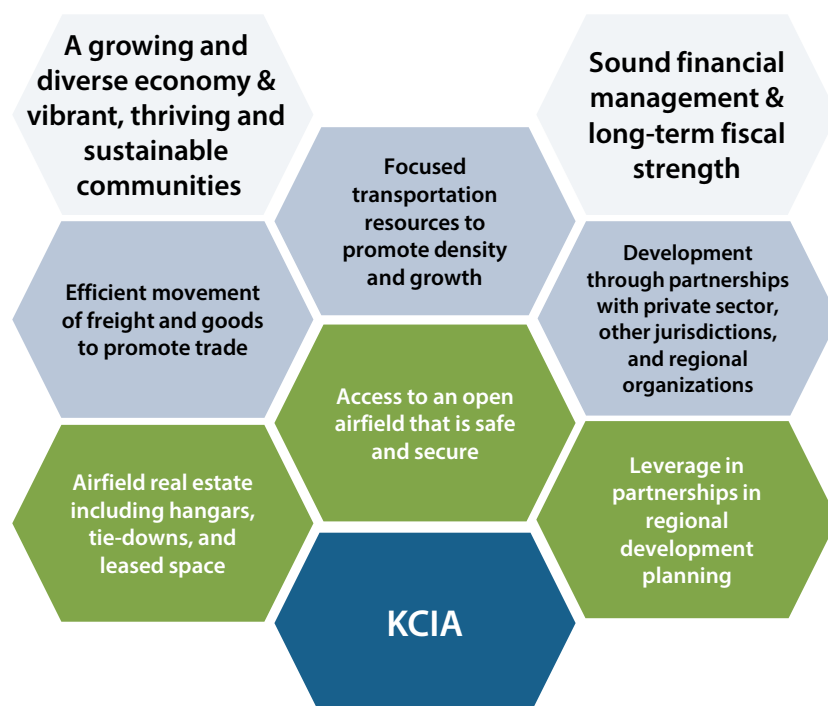 A growing and
diverse economy &
vibrant, thriving and
sustainable
communities
Sound financial
management &
long-term fiscal
strength
Focused
transportation
resources to
promote density
and growth
Efficient movement
of freight and goods
to promote trade
Development
through partnerships
with private sector,
other jurisdictions,
and regional
organizations
Access to an open
airfield that is safe
and secure
Airfield real estate
including hangars,
tie-downs, and
leased space
Leverage in
partnerships in
regional
development
planning
KCIA